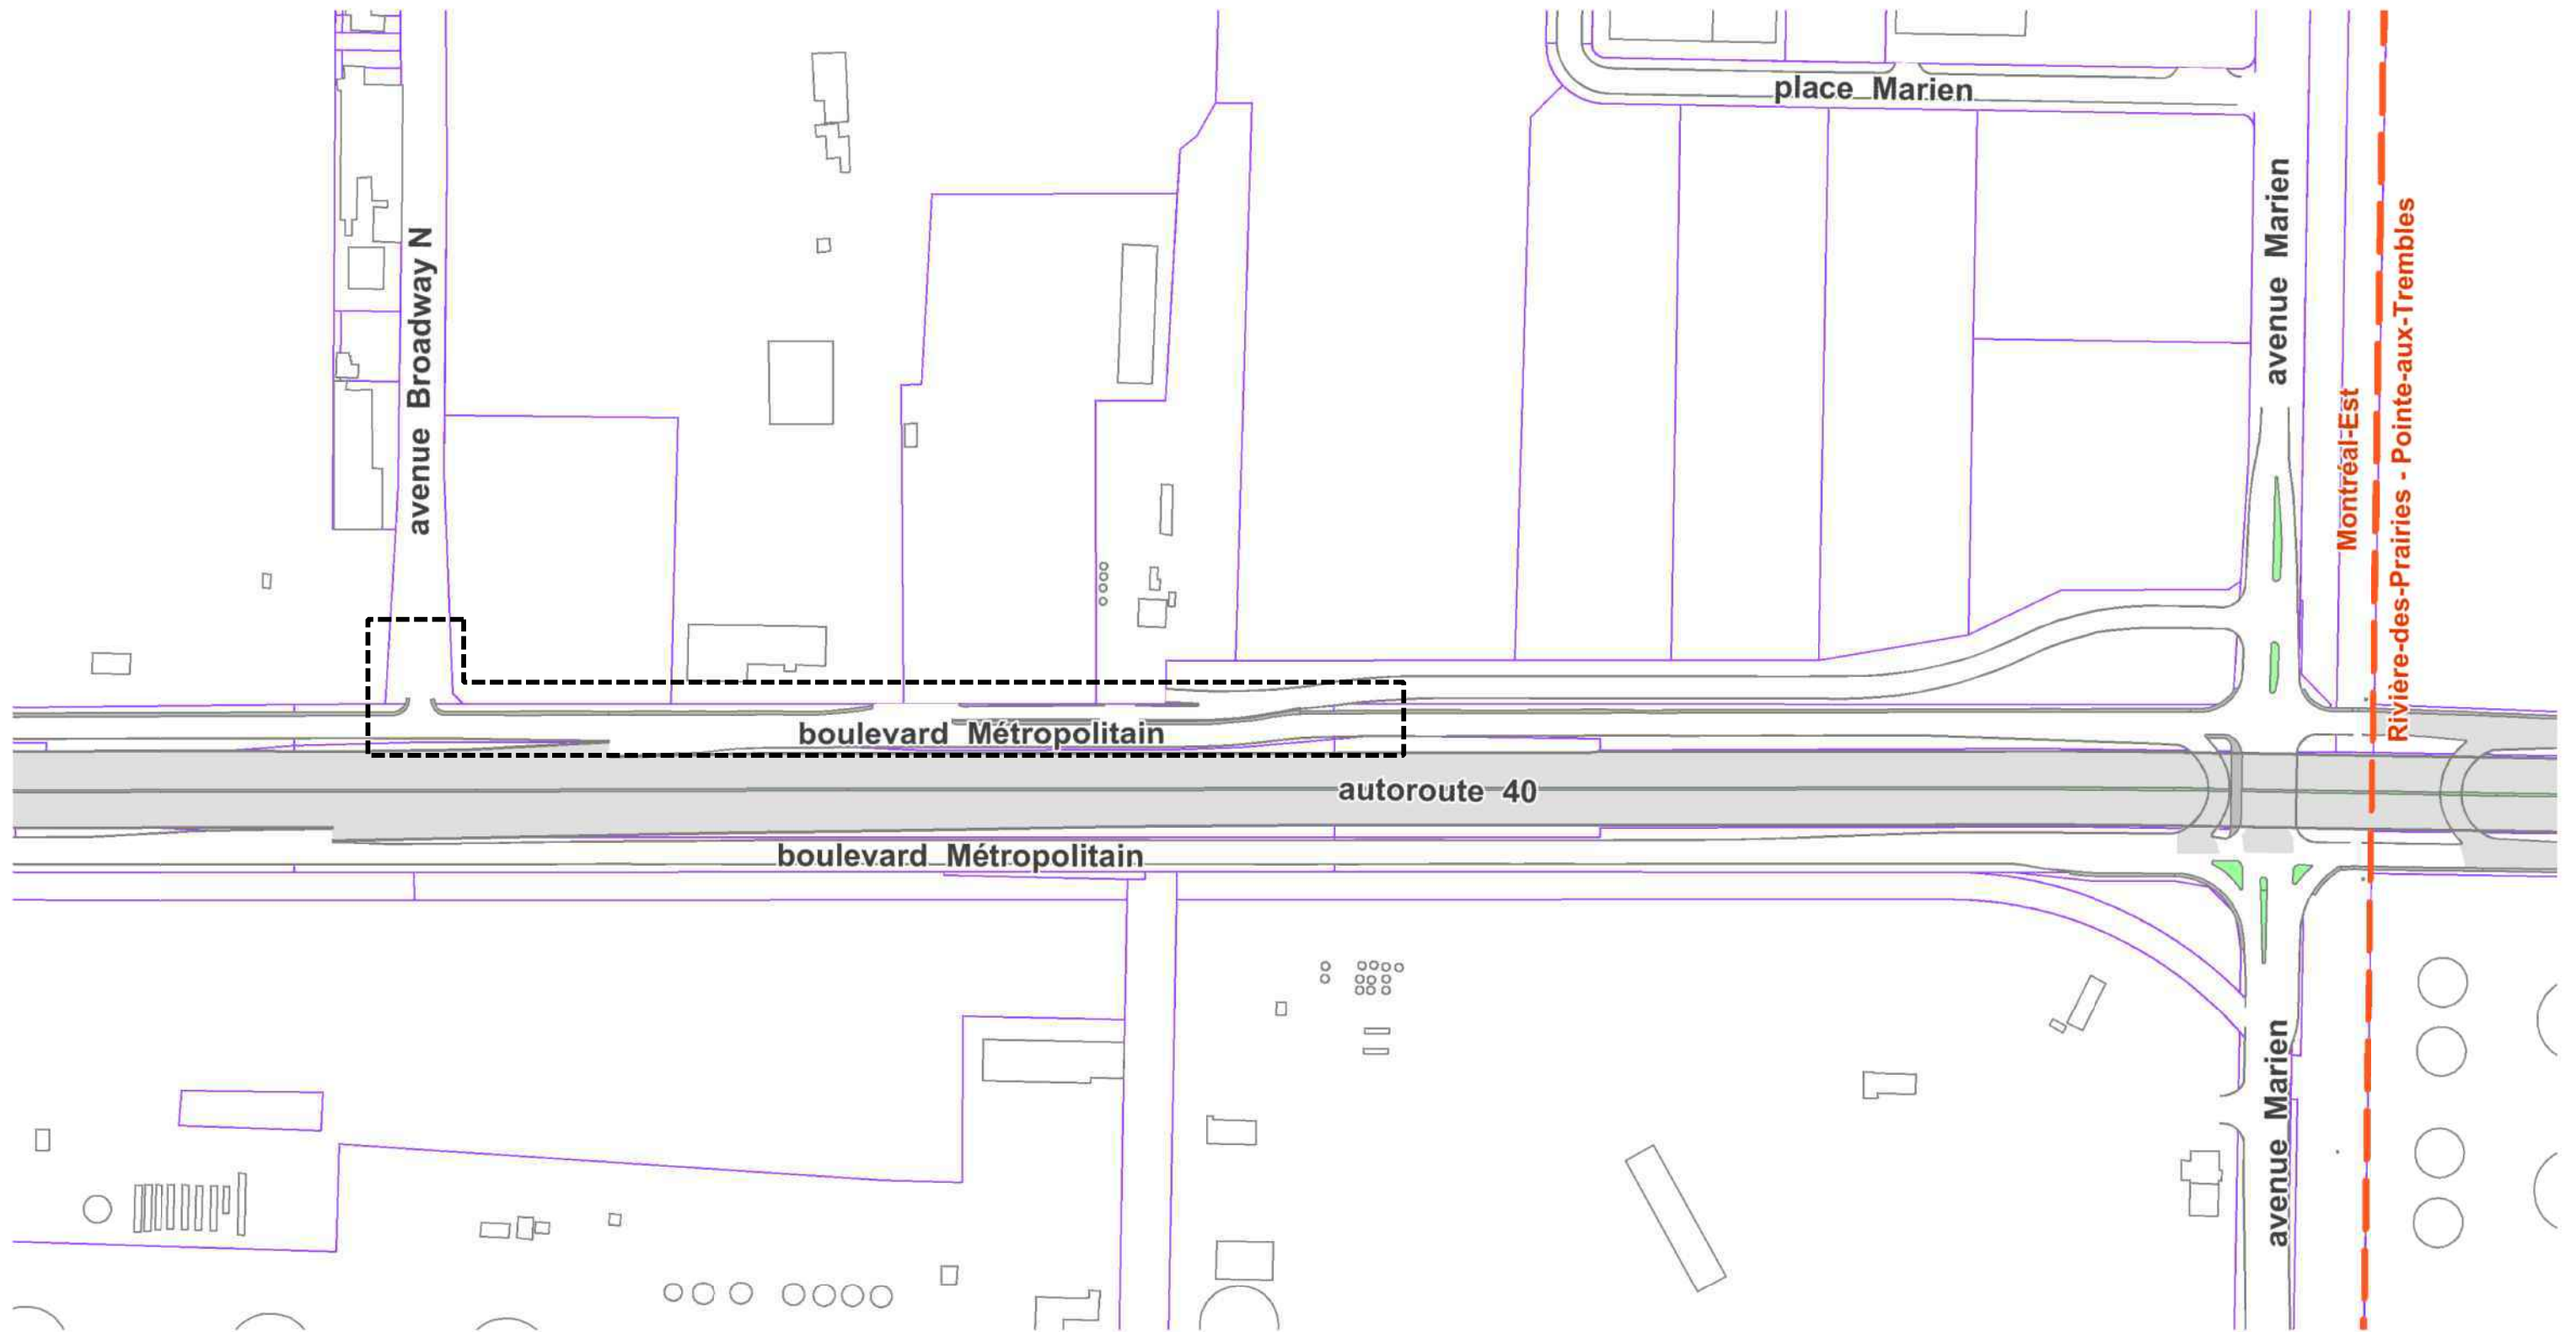 place Marien
avenue Broadway N
avenue Marien
Montréal-Est
Rivière-des-Prairies - Pointe-aux-Trembles
boulevard Métropolitain
autoroute 40
boulevard Métropolitain
avenue Marien